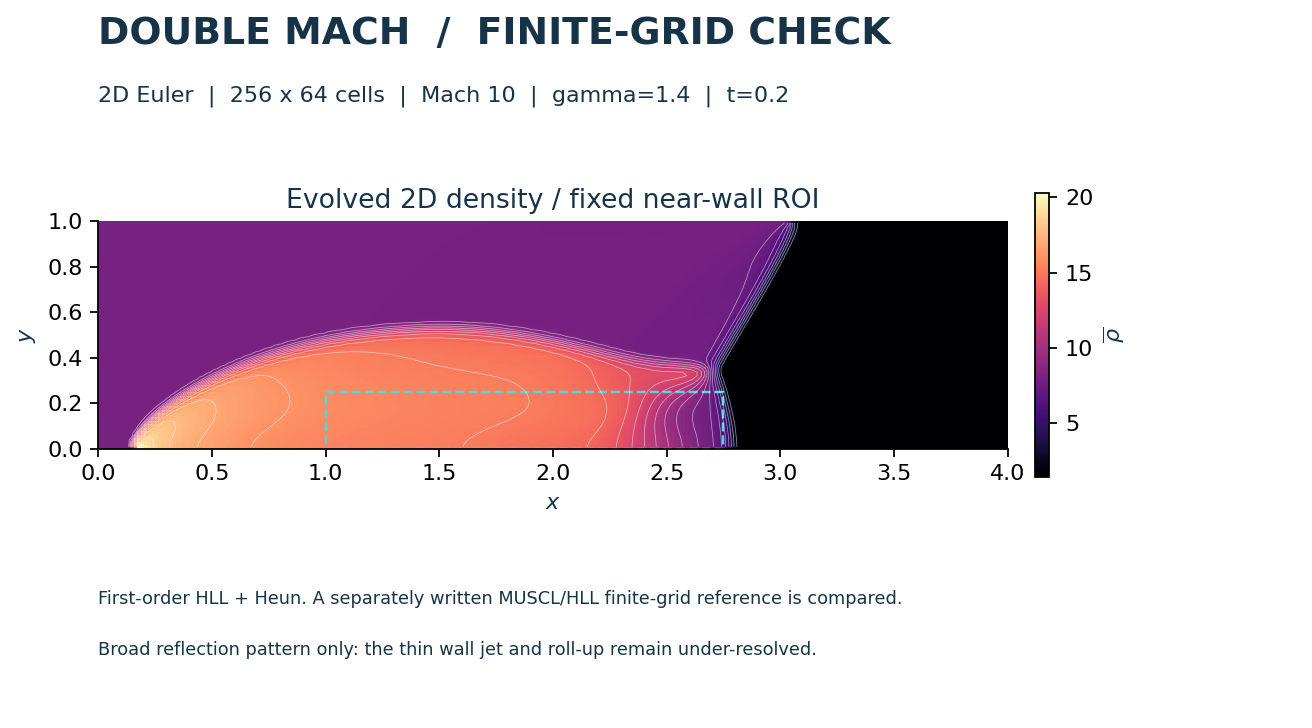 DOUBLE MACH / FINITE-GRID CHECK
2D Euler | 256 x 64 cells | Mach 10 | gamma=1.4 | t=0.2
Evolved 2D density / fixed near-wall ROI
1.0
0.8
0.6
0.4
0.2
0.0
y
0.0 0.5 1.0 1.5 2.0 2.5 3.0 3.5 4.0
x
20
15
10
5
ρ̅
First-order HLL + Heun. A separately written MUSCL/HLL finite-grid reference is compared.
Broad reflection pattern only: the thin wall jet and roll-up remain under-resolved.